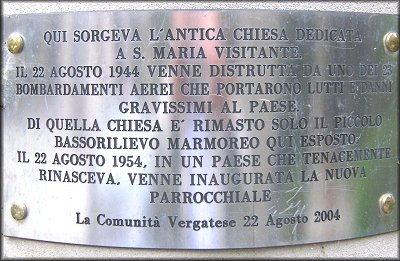 QUI SORGEVA L'ANTICA CHIESA DEDICATA
A S. MARIA VISITANTE.
IL 22 AGOSTO 1944 VENNE DISTRUTTA DA UNO DEI 23
BOMBARDAMENTI AEREI CHE PORTARONO LUTTI E DANNI
GRAVISSIMI AL PAESE.
DI QUELLA CHIESA E' RIMASTO SOLO IL PICCOLO
BASSORILIEVO MARMOREO QUI ESPOSTO.
IL 22 AGOSTO 1954, IN UN PAESE CHE TENACEMENTE
RINASCEVA, VENNE INAUGURATA LA NUOVA
PARROCCHIALE
La Comunità Vergatese 22 Agosto 2004